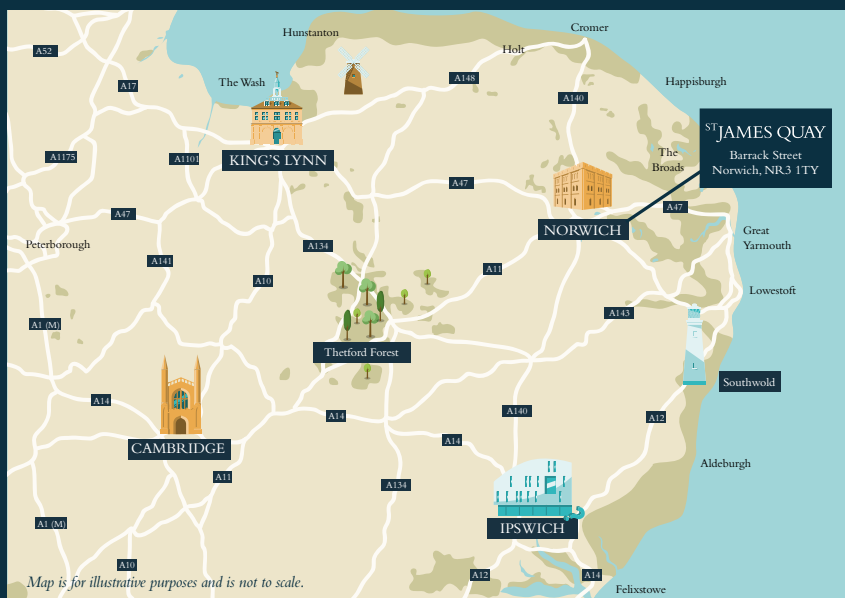 Cromer
Hunstanton
Holt
A52
A148
Happisburgh
The Wash
A17
A140
STJAMES QUAY
Barrack Street
Norwich, NR3 1TY
A1175
A1101
KING'S LYNN
The
Broads
A47
A47
A47
NORWICH
Great
Yarmouth
Peterborough
A134
A141
A11
A10
Lowestoft
A143
A1 (M)
Thetford Forest
Southwold
A14
A14
A140
A12
CAMBRIDGE
A14
Aldeburgh
A11
A134
A1 (M)
IPSWICH
A10
A12
A14
Map is for illustrative purposes and is not to scale.
Felixstowe